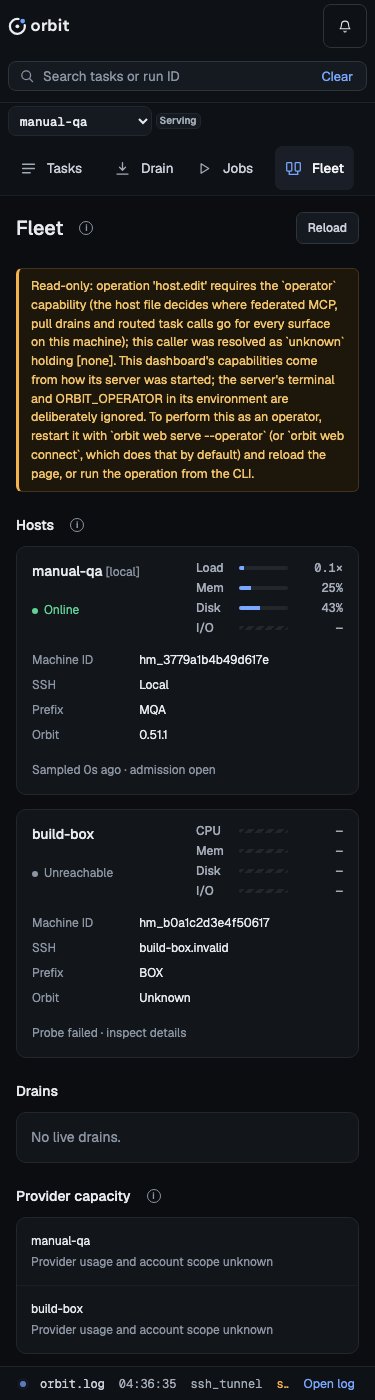 orbit
Search tasks or run ID Clear
manual-qa Serving
Tasks Drain Jobs Fleet
Fleet Reload
Read-only: operation 'host.edit' requires the `operator`
capability (the host file decides where federated MCP,
pull drains and routed task calls go for every surface
on this machine); this caller was resolved as `unknown`
holding [none]. This dashboard's capabilities come
from how its server was started; the server's terminal
and ORBIT_OPERATOR in its environment are
deliberately ignored. To perform this as an operator,
restart it with `orbit web serve --operator` (or `orbit web
connect`, which does that by default) and reload the
page, or run the operation from the CLI.
Hosts
manual-qa [local]
Online
Load 0.1×
Mem 25%
Disk 43%
I/O –
Machine ID hm_3779a1b4b49d617e
SSH Local
Prefix MQA
Orbit 0.51.1
Sampled 0s ago · admission open
build-box
Unreachable
CPU –
Mem –
Disk –
I/O –
Machine ID hm_b0a1c2d3e4f50617
SSH build-box.invalid
Prefix BOX
Orbit Unknown
Probe failed · inspect details
Drains
No live drains.
Provider capacity
manual-qa
Provider usage and account scope unknown
build-box
Provider usage and account scope unknown
orbit.log 04:36:35 ssh_tunnel s… Open log